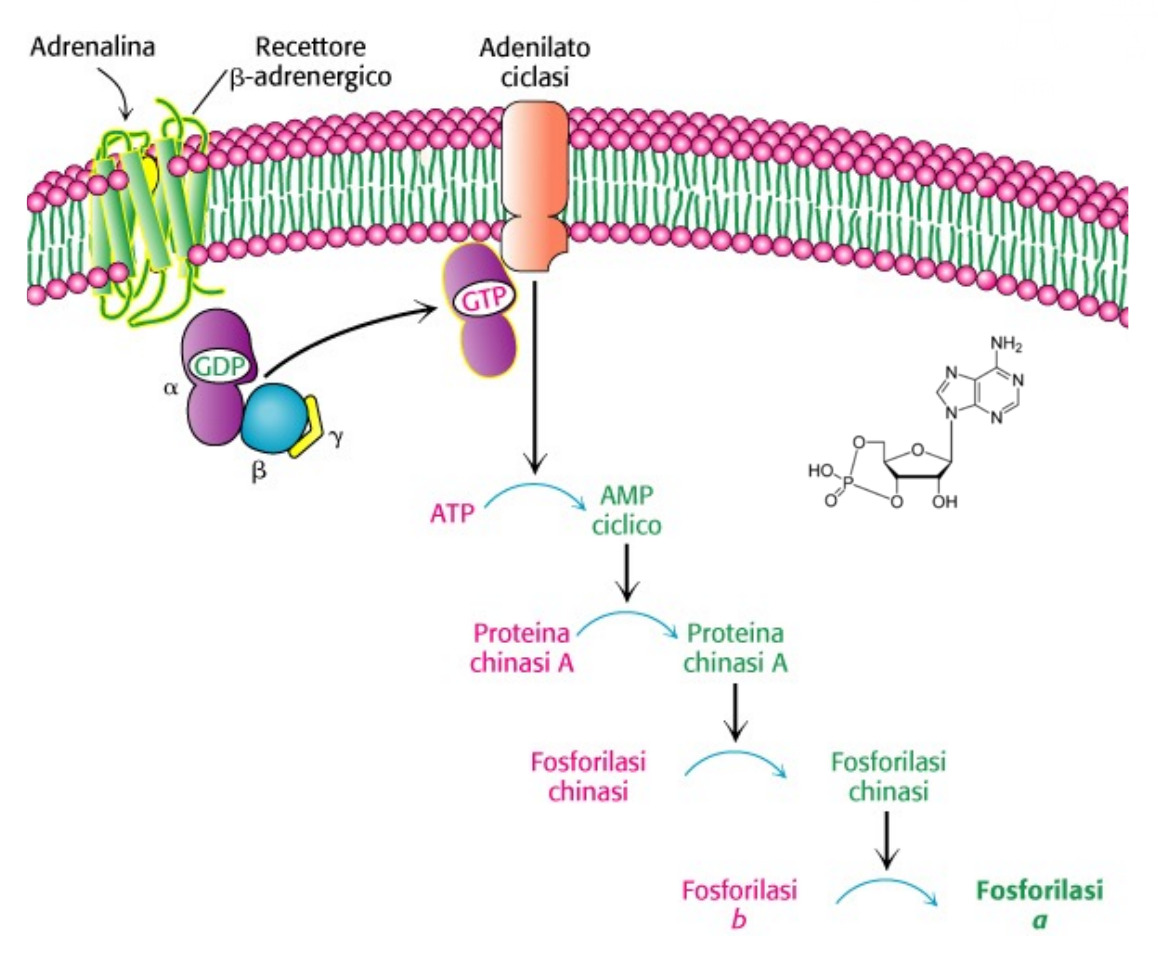 Adrenalina
Recettore
β-adrenergico
Adenilato
ciclasi
GTP
GDP
α
β
γ
NH₂
N
N
N
N
O
O
HO
P
O
O
OH
ATP
AMP
ciclico
Proteina
chinasi A
Proteina
chinasi A
Fosforilasi
chinasi
Fosforilasi
chinasi
Fosforilasi
b
Fosforilasi
a